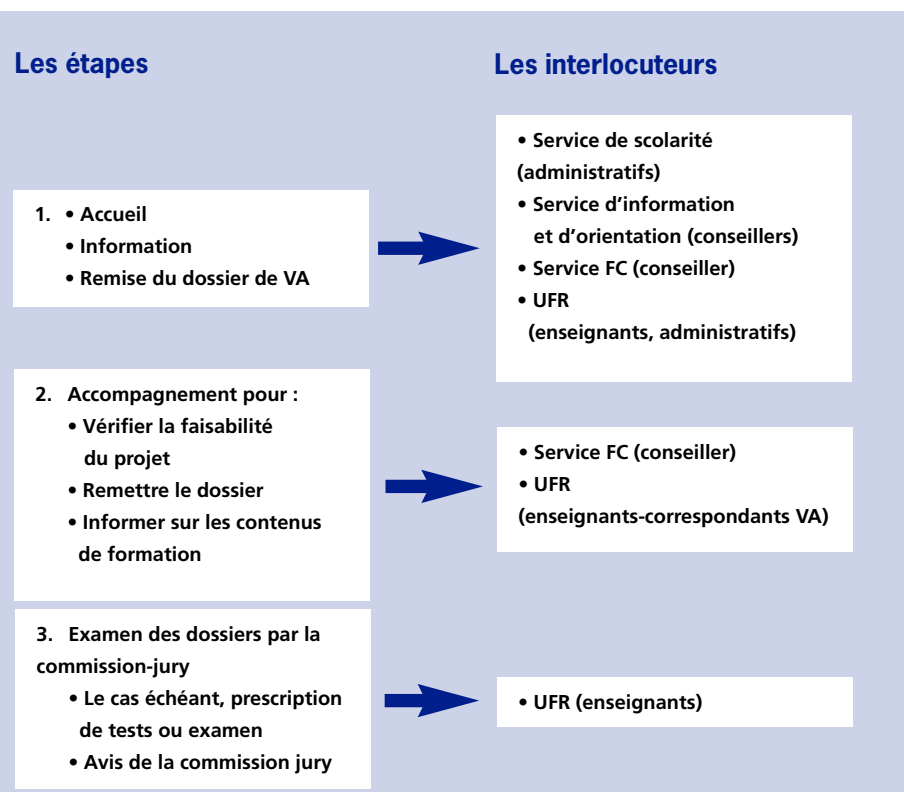 Les étapes
Les interlocuteurs
1. • Accueil
• Information
• Remise du dossier de VA
• Service de scolarité
(administratifs)
• Service d'information
et d'orientation (conseillers)
• Service FC (conseiller)
• UFR
(enseignants, administratifs)
2. Accompagnement pour :
• Vérifier la faisabilité
du projet
• Remettre le dossier
• Informer sur les contenus
de formation
• Service FC (conseiller)
• UFR
(enseignants-correspondants VA)
3. Examen des dossiers par la
commission-jury
• Le cas échéant, prescription
de tests ou examen
• Avis de la commission jury
• UFR (enseignants)